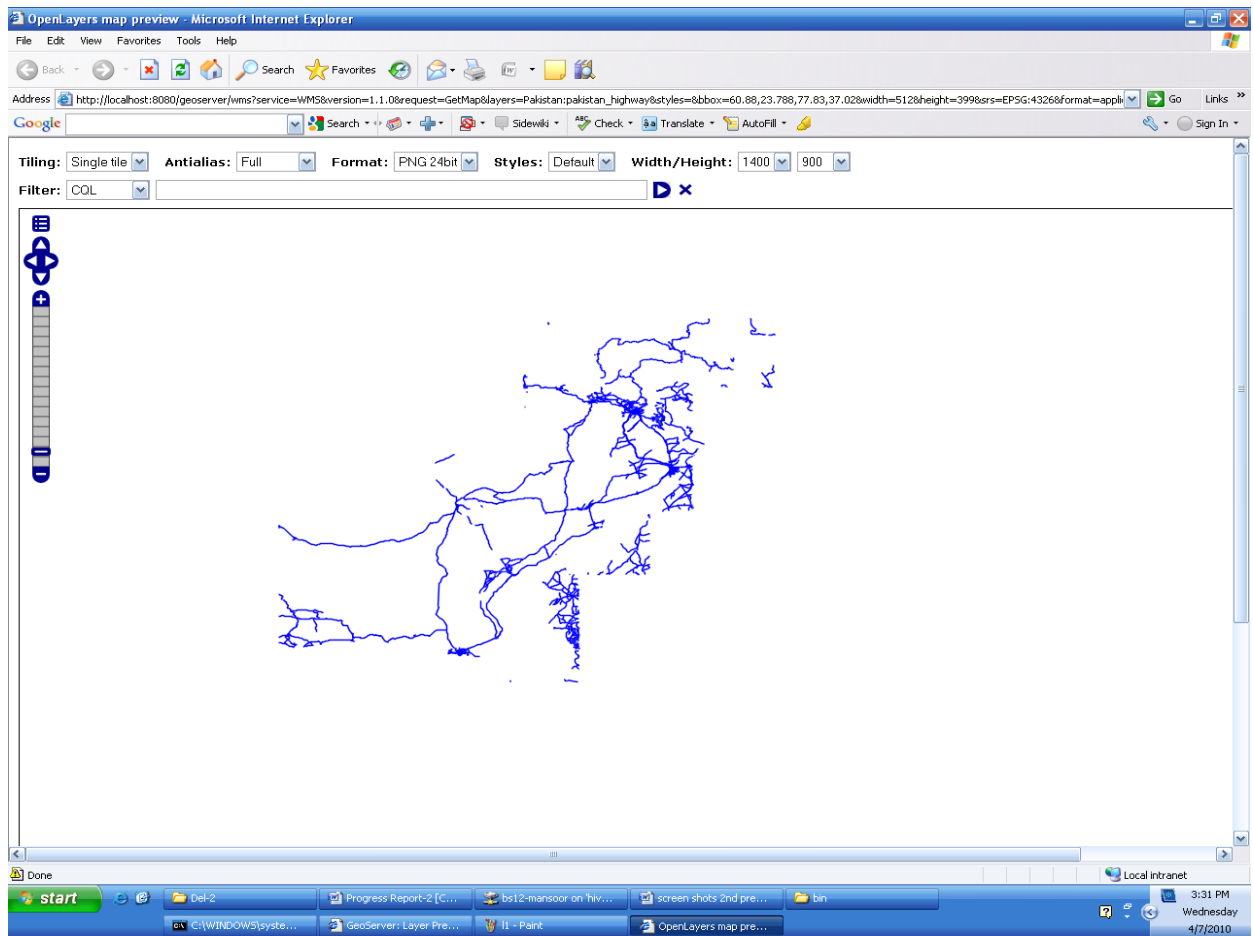 OpenLayers map preview - Microsoft Internet Explorer
File Edit View Favorites Tools Help
Back Search Favorites
Address http://localhost:8080/geoserver/wms?service=WMS&version=1.1.0&request=GetMap&layers=Pakistan:pakistan_highway&styles=&bbox=60.88,23.788,77.83,37.02&width=512&height=399&srs=EPSG:4326&format=appli Go Links »
Google Search Sidewiki Check Translate AutoFill Sign In
Tiling: Single tile Antialias: Full Format: PNG 24bit Styles: Default Width/Height: 1400 900
Filter: CQL
Done Local intranet
start Del-2 Progress Report-2 [C... bs12-mansoor on 'hiv... screen shots 2nd pre... bin 3:31 PM
Wednesday
C:\WINDOWS\syste... GeoServer: Layer Pre... l1 - Paint OpenLayers map pre... 4/7/2010